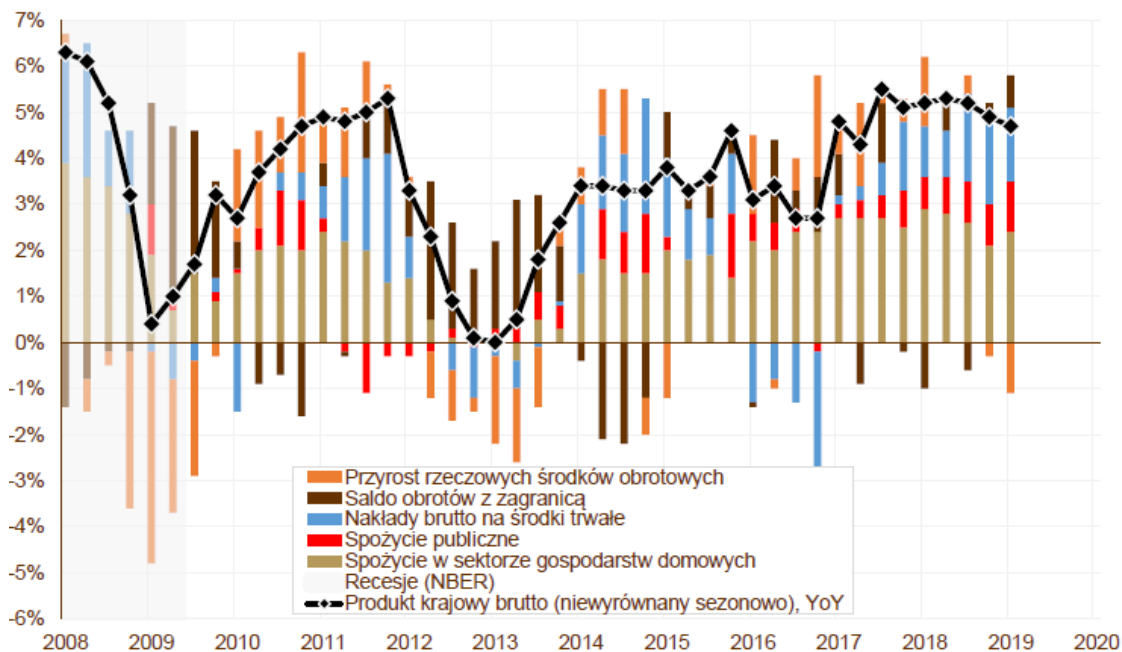 7%
6%
5%
4%
3%
2%
1%
0%
-1%
-2%
-3%
-4%
-5%
-6%
Przyrost rzeczowych środków obrotowych
Saldo obrotów z zagranicą
Nakłady brutto na środki trwałe
Spożycie publiczne
Spożycie w sektorze gospodarstw domowych
Recesje (NBER)
Produkt krajowy brutto (niewyrównany sezonowo), YoY
2008 2009 2010 2011 2012 2013 2014 2015 2016 2017 2018 2019 2020